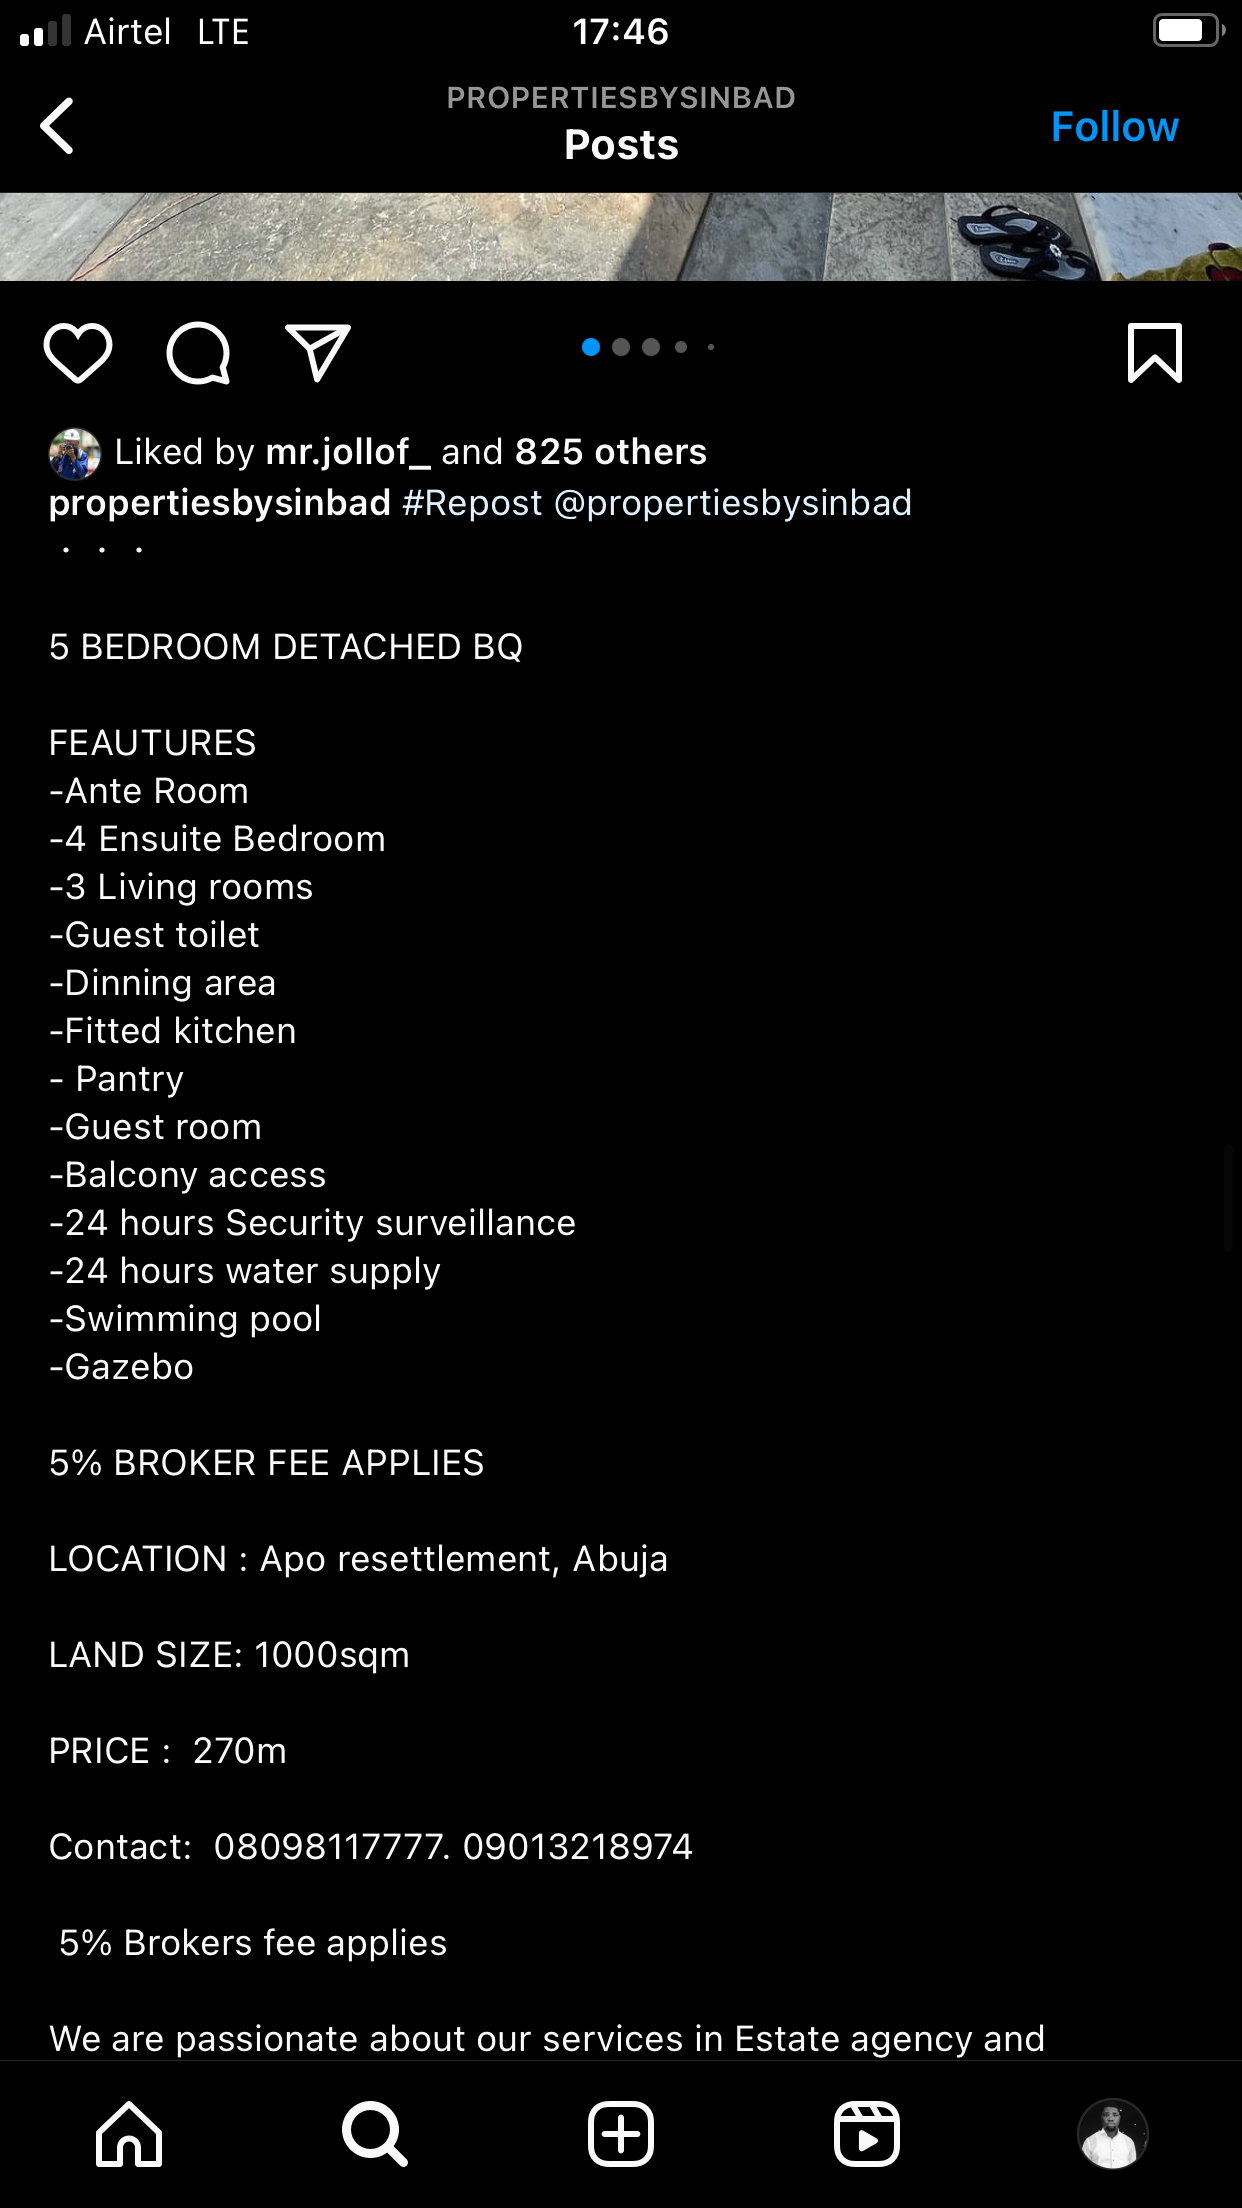 Airtel LTE 17:46
PROPERTIESBYSINBAD
Posts
Follow
Liked by mr.jollof_ and 825 others
propertiesbysinbad #Repost @propertiesbysinbad
· · ·
5 BEDROOM DETACHED BQ
FEAUTURES
-Ante Room
-4 Ensuite Bedroom
-3 Living rooms
-Guest toilet
-Dinning area
-Fitted kitchen
- Pantry
-Guest room
-Balcony access
-24 hours Security surveillance
-24 hours water supply
-Swimming pool
-Gazebo
5% BROKER FEE APPLIES
LOCATION : Apo resettlement, Abuja
LAND SIZE: 1000sqm
PRICE :  270m
Contact:  08098117777. 09013218974
5% Brokers fee applies
We are passionate about our services in Estate agency and